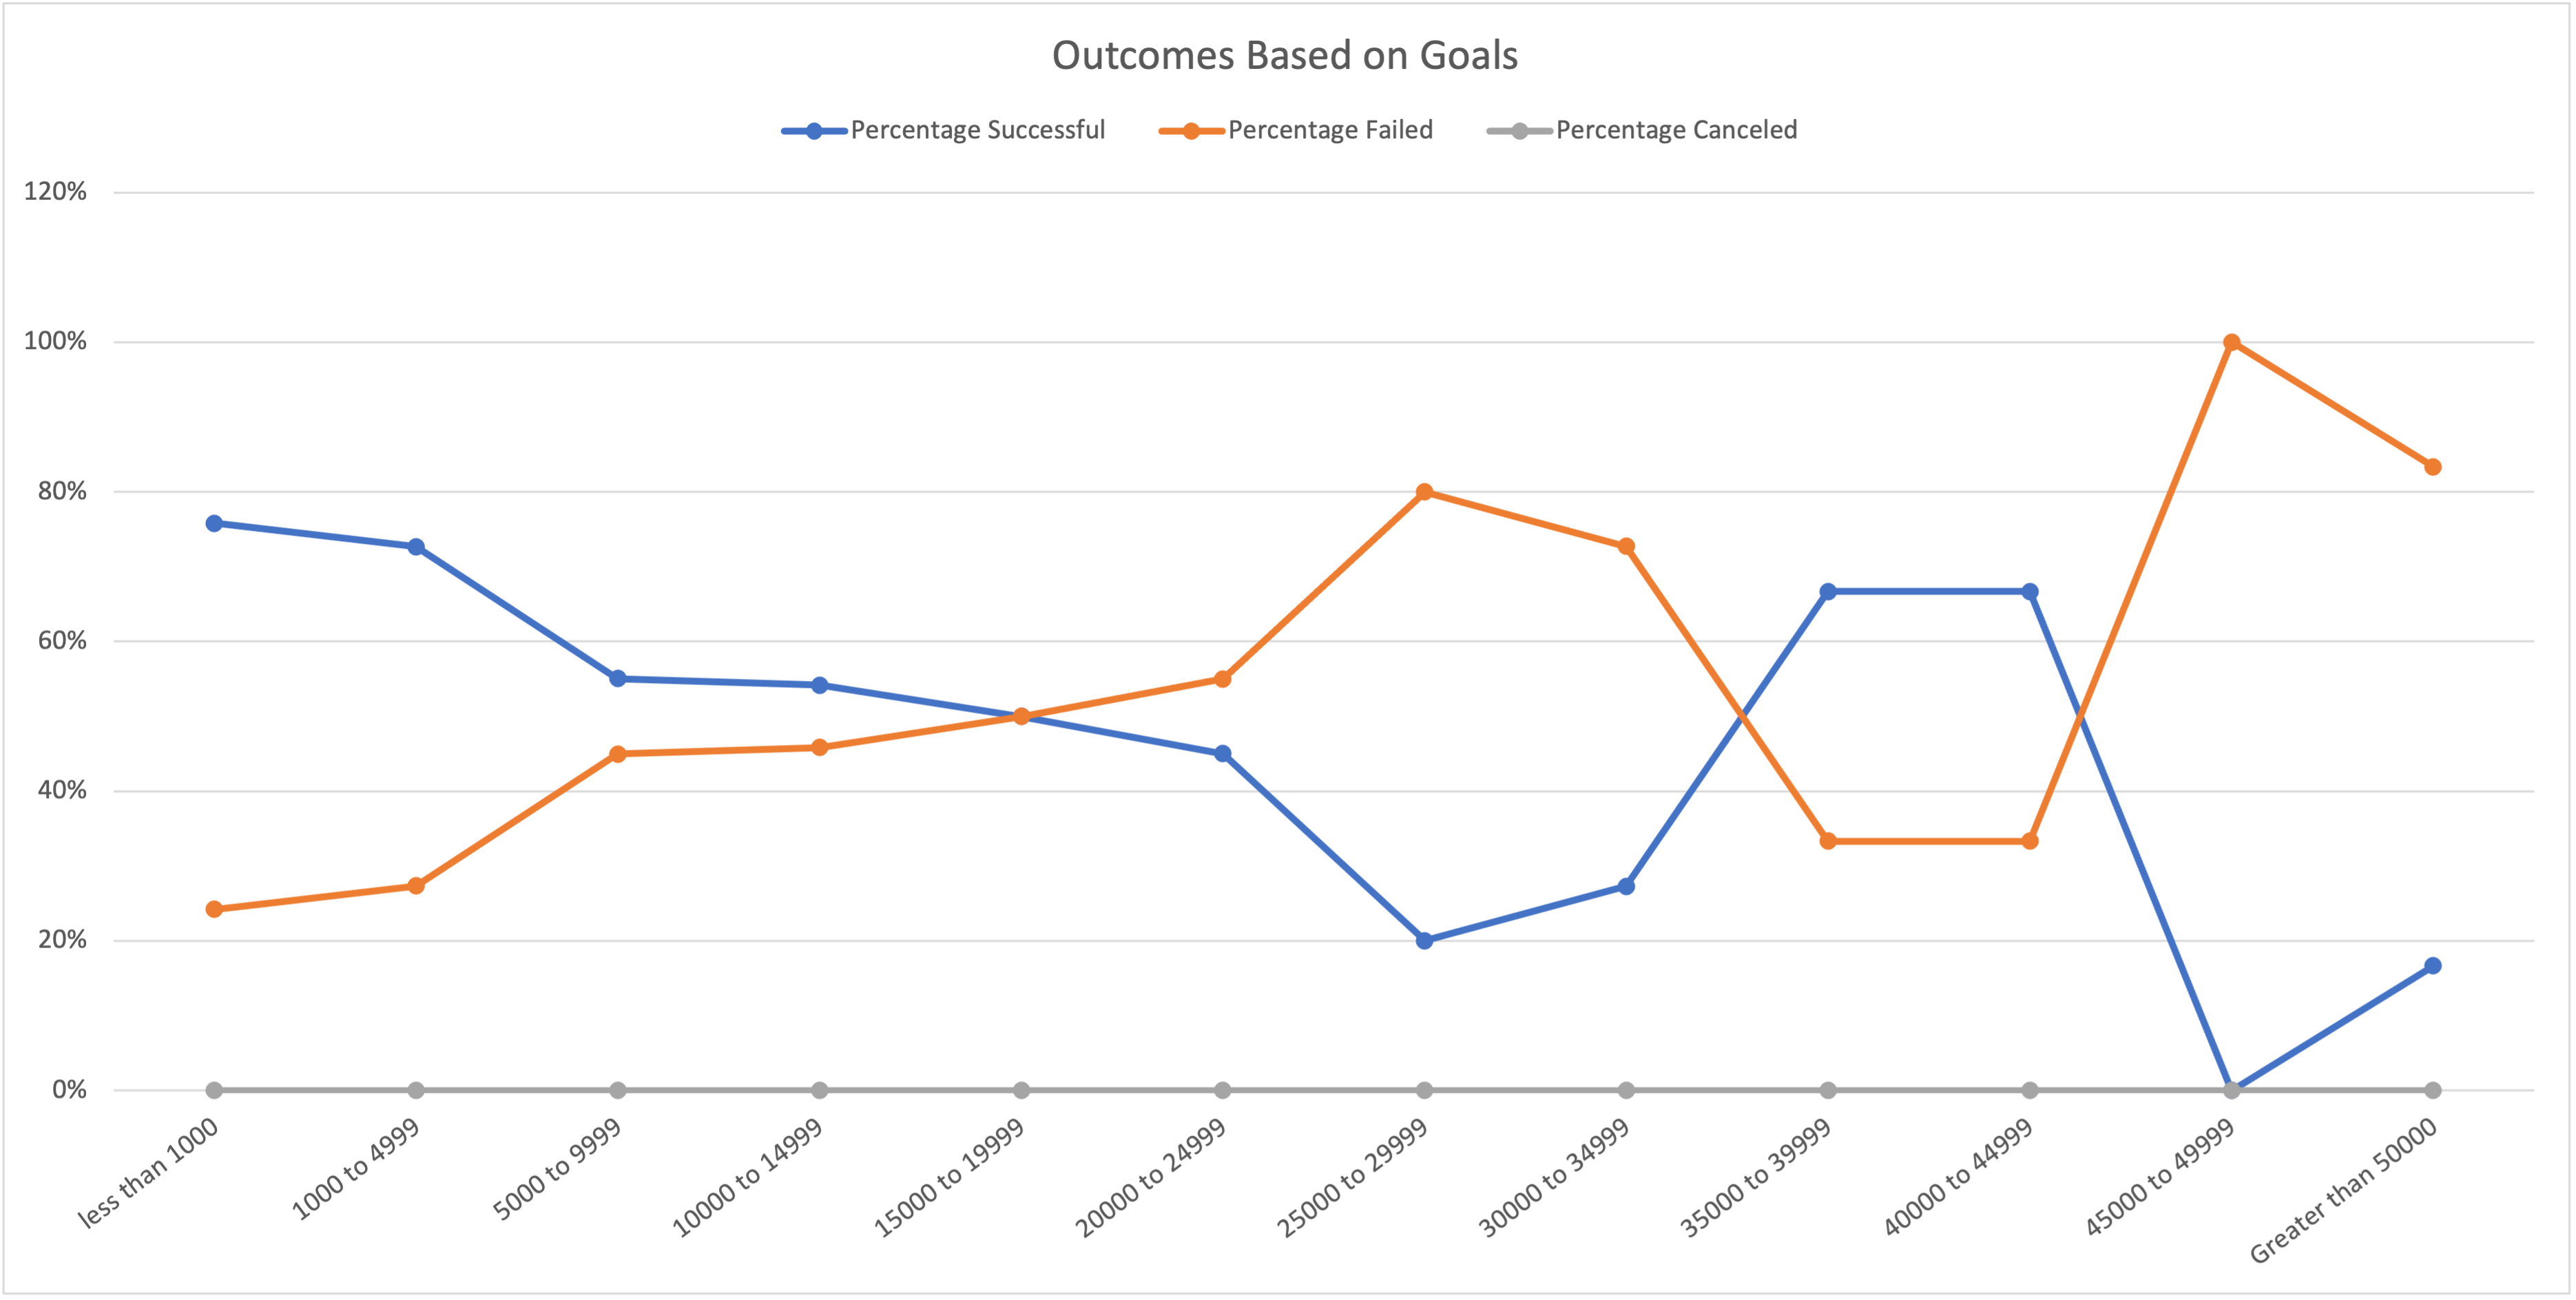 Outcomes Based on Goals
Percentage Successful Percentage Failed Percentage Canceled
120%
100%
80%
60%
40%
20%
0%
less than 1000
1000 to 4999
5000 to 9999
10000 to 14999
15000 to 19999
20000 to 24999
25000 to 29999
30000 to 34999
35000 to 39999
40000 to 44999
45000 to 49999
Greater than 50000